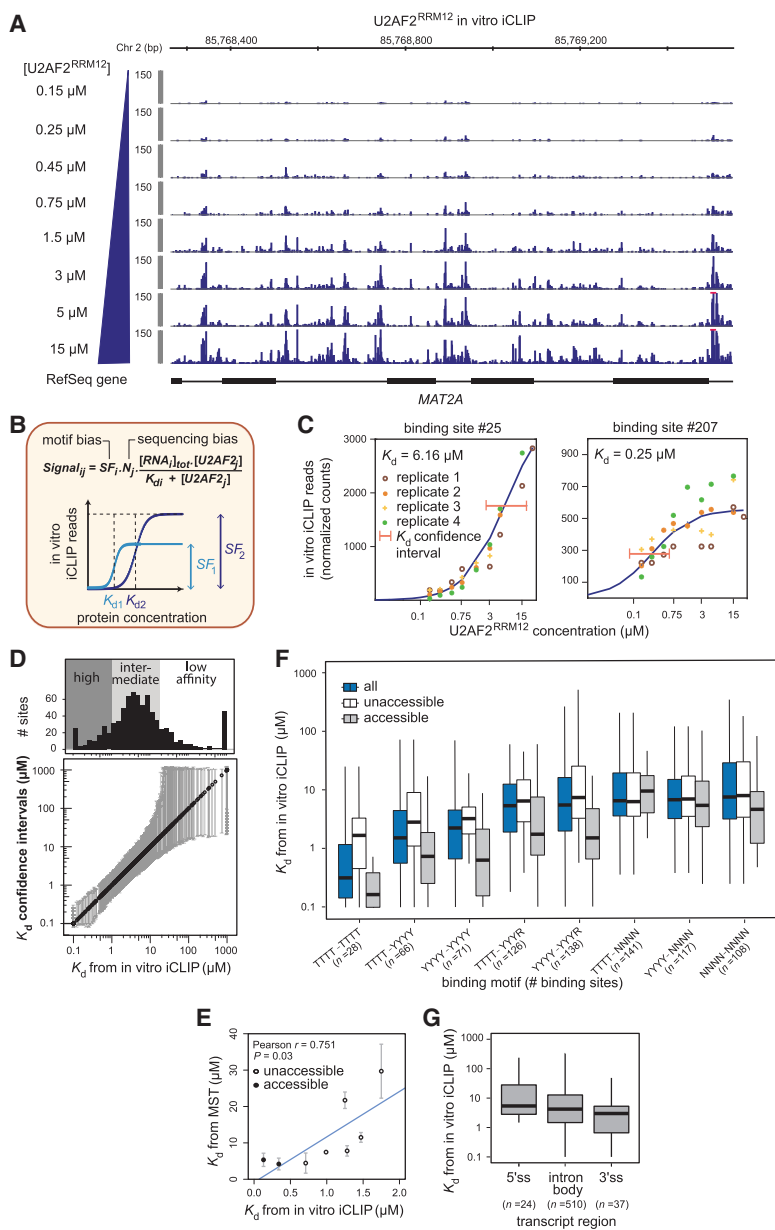 A
U2AF2RRM12 in vitro iCLIP
Chr 2 (bp)
85,768,400
85,768,800
85,769,200
[U2AF2RRM12]
150
0.15 µM
150
0.25 µM
150
0.45 µM
150
0.75 µM
150
1.5 µM
150
3 µM
150
5 µM
150
15 µM
RefSeq gene
MAT2A
B
motif bias
sequencing bias
Signalij = SFi.Nj. [RNAi]tot.[U2AF2j]
Kdi + [U2AF2j]
in vitro
iCLIP reads
SF1
SF2
Kd1 Kd2
protein concentration
C
binding site #25
binding site #207
in vitro iCLIP reads
(normalized counts)
3000
2000
1000
Kd = 6.16 µM
replicate 1
replicate 2
replicate 3
replicate 4
Kd confidence
interval
0.1 0.75 3 15
900
700
500
300
100
Kd = 0.25 µM
0.1 0.75 3 15
U2AF2RRM12 concentration (µM)
D
# sites
60
40
20
0
high
inter-
mediate
low
affinity
Kd confidence intervals (µM)
1000
100
10
1
0.1
0.1 1 10 100 1000
Kd from in vitro iCLIP (µM)
E
Kd from MST (µM)
40
30
20
10
0
Pearson r = 0.751
P = 0.03
unaccessible
accessible
0.0 0.5 1.0 1.5 2.0
Kd from in vitro iCLIP (µM)
F
Kd from in vitro iCLIP (µM)
1000
100
10
1
0.1
all
unaccessible
accessible
TTTT-TTTT
(n =28)
TTTT-YYYY
(n =66)
YYYY-YYYY
(n =71)
TTTT-YYYR
(n =126)
YYYY-YYYR
(n =138)
TTTT-NNNN
(n =141)
YYYY-NNNN
(n =117)
NNNN-NNNN
(n =108)
binding motif (# binding sites)
G
Kd from in vitro iCLIP (µM)
1000
100
10
1
0.1
5'ss
intron
body
3'ss
(n =24) (n =510) (n =37)
transcript region